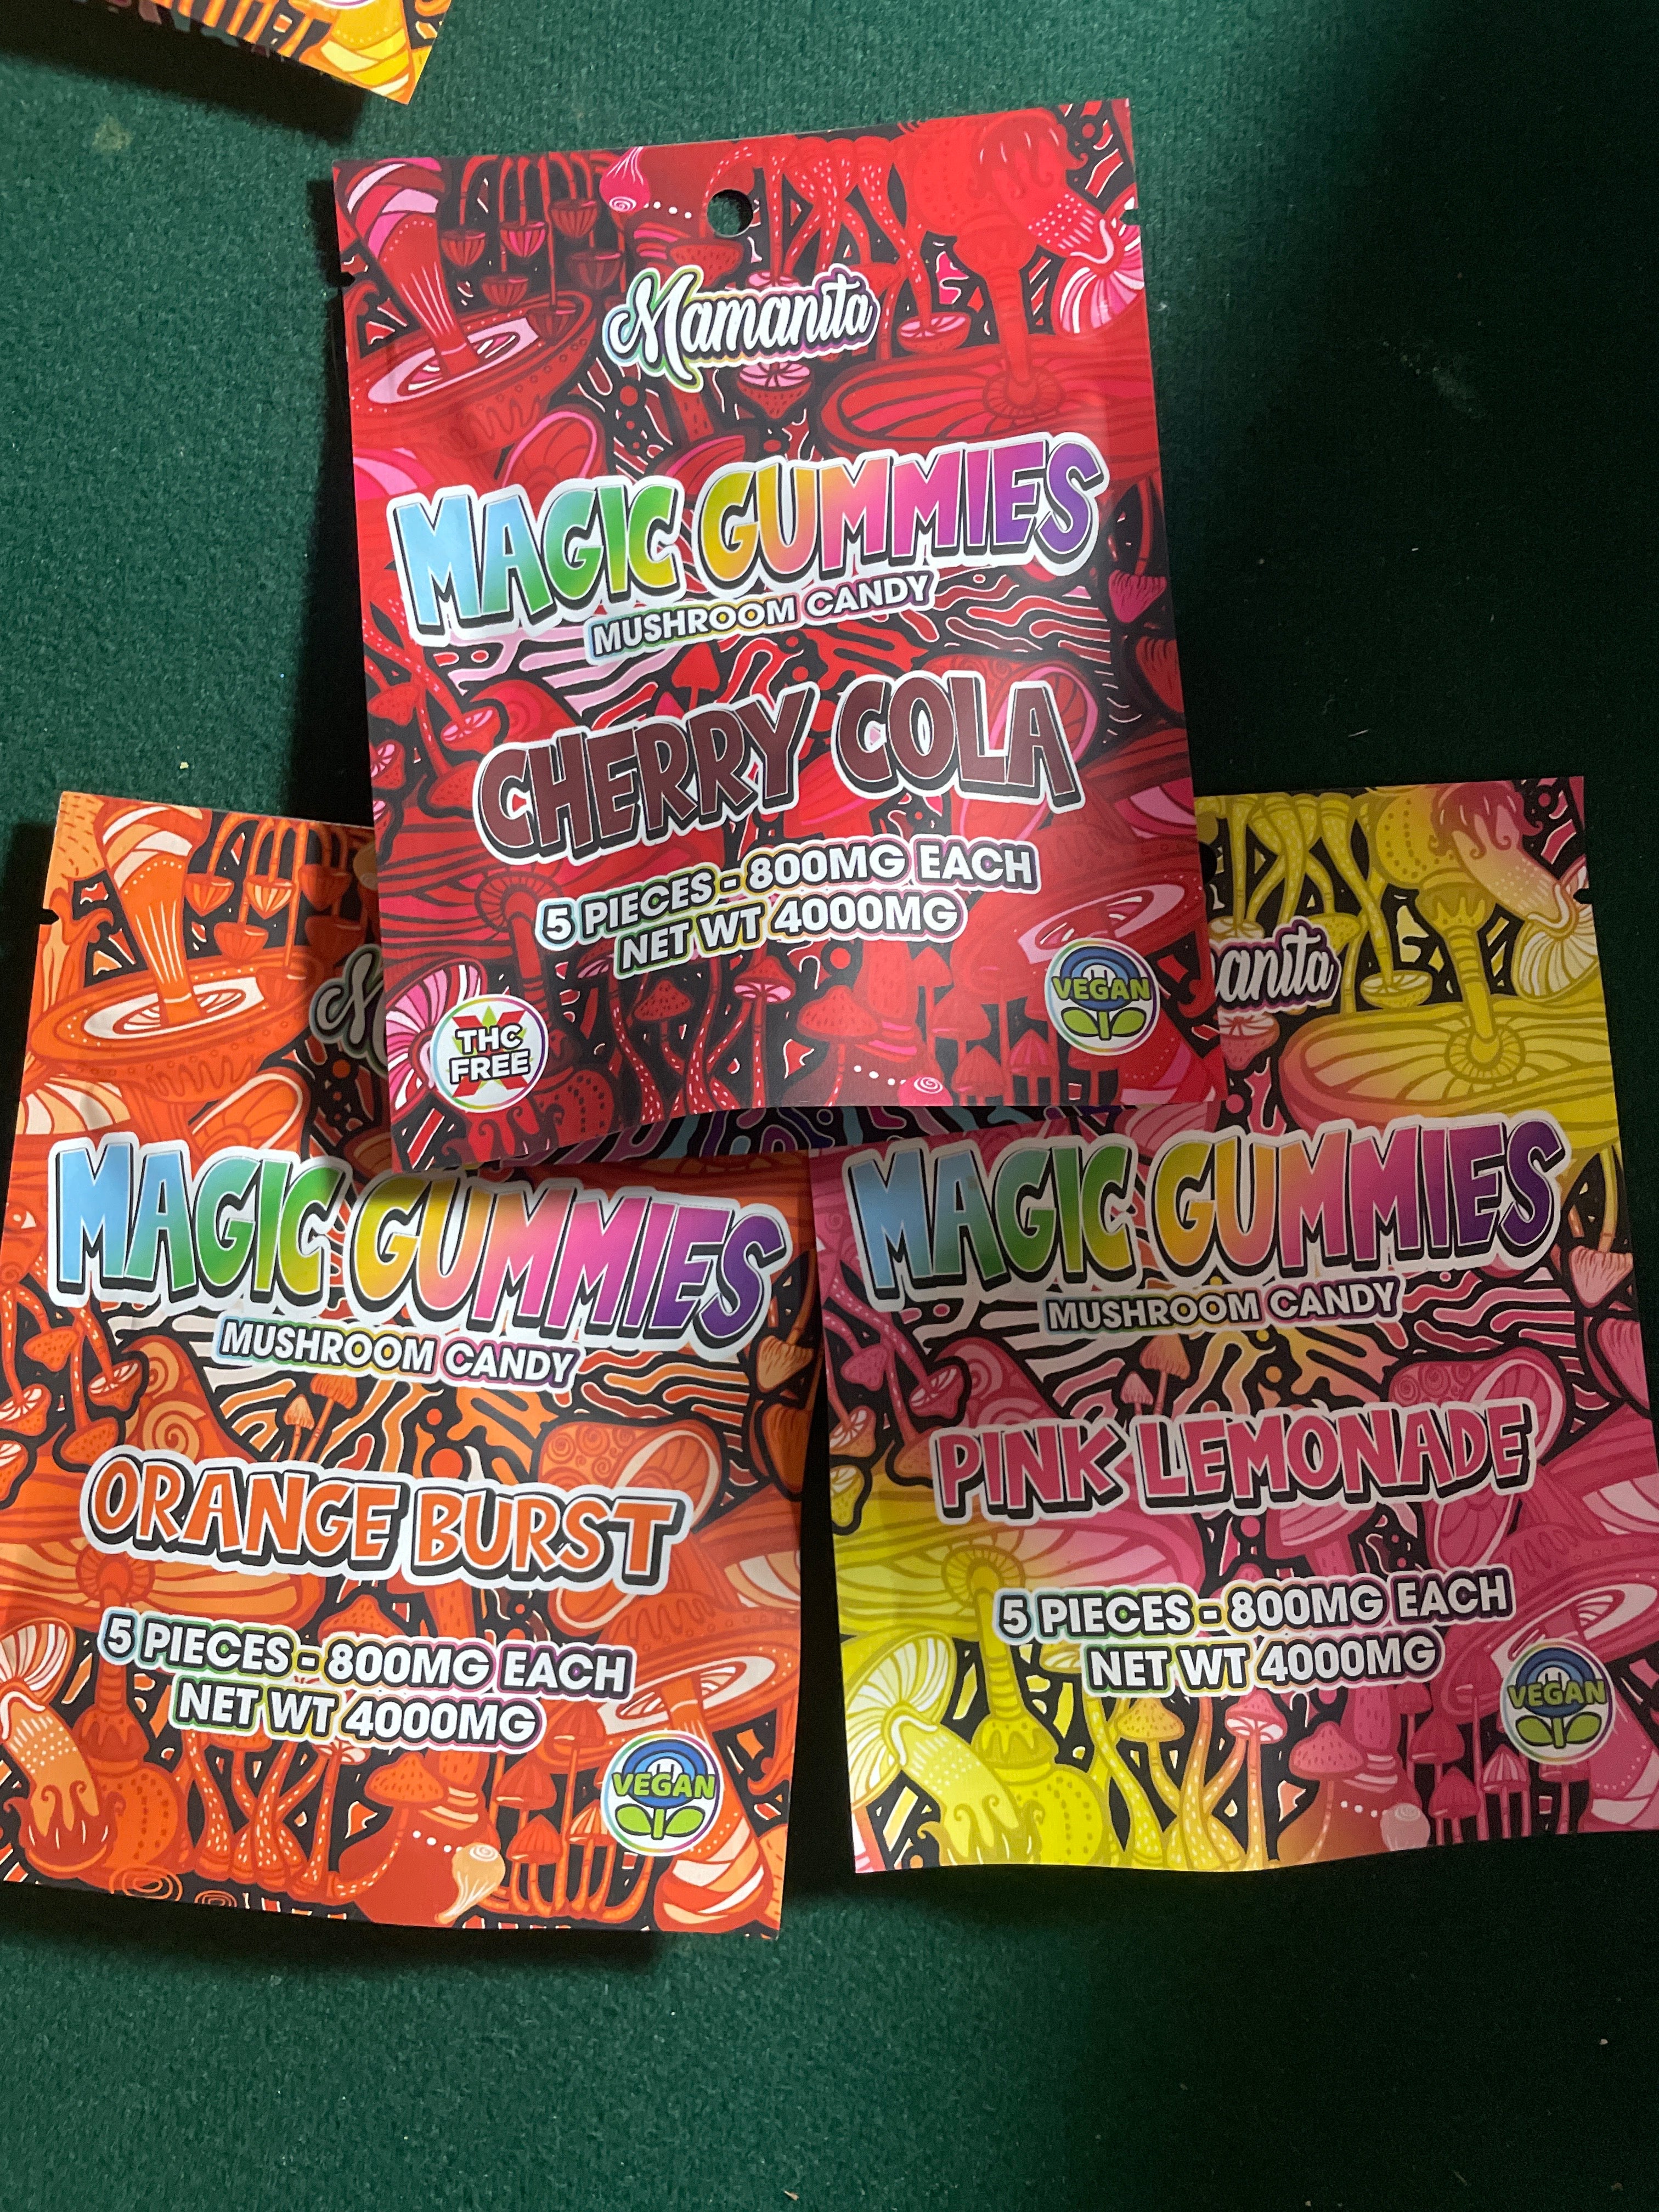 Mamanita
MAGIC GUMMIES
MUSHROOM CANDY
CHERRY COLA
5 PIECES - 800MG EACH
NET WT 4000MG
THC
FREE
VEGAN
MAGIC GUMMIES
MUSHROOM CANDY
ORANGE BURST
5 PIECES - 800MG EACH
NET WT 4000MG
VEGAN
anita
MAGIC GUMMIES
MUSHROOM CANDY
PINK LEMONADE
5 PIECES - 800MG EACH
NET WT 4000MG
VEGAN